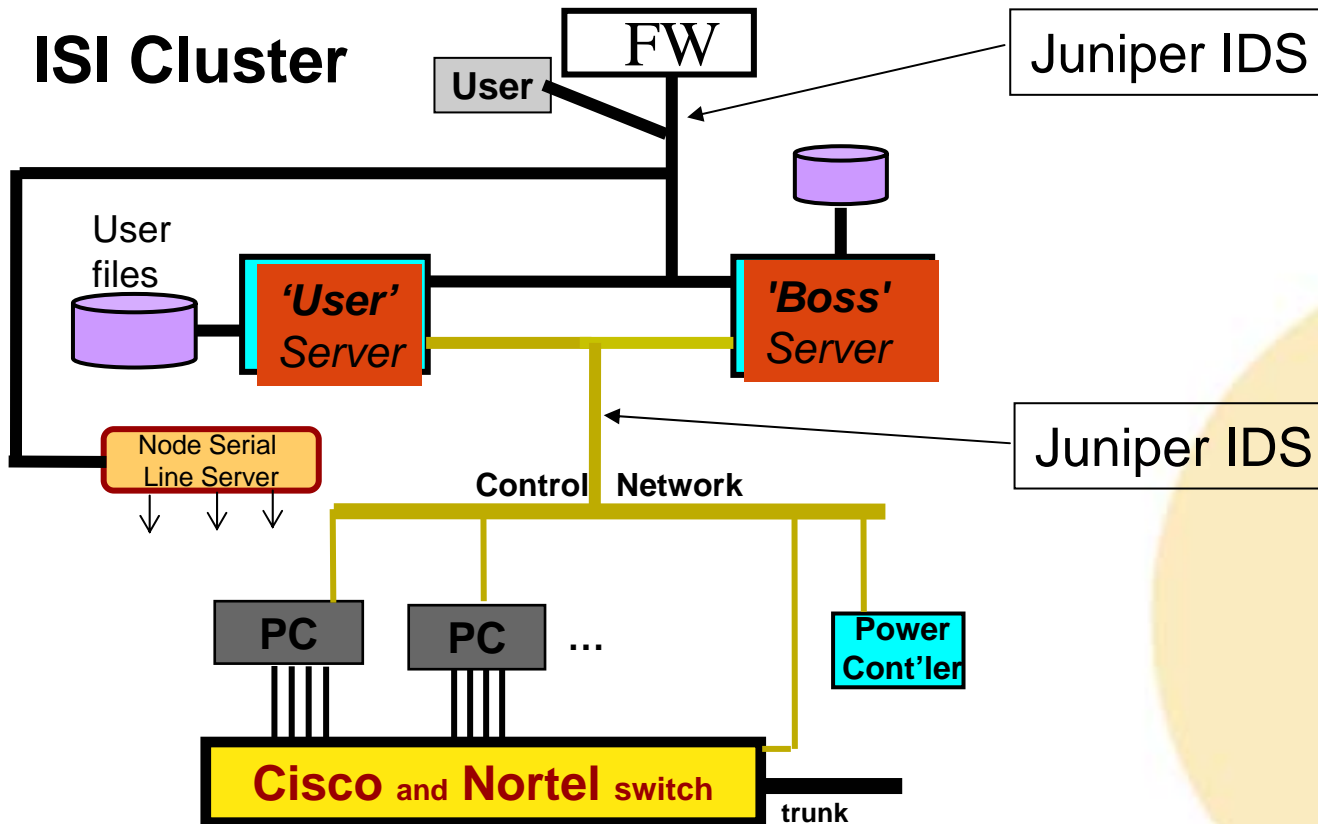 ISI Cluster
FW
Juniper IDS
User
User
files
‘User’
Server
'Boss'
Server
Node Serial
Line Server
Juniper IDS
Control Network
PC
PC
...
Power
Cont’ler
Cisco and Nortel switch
trunk